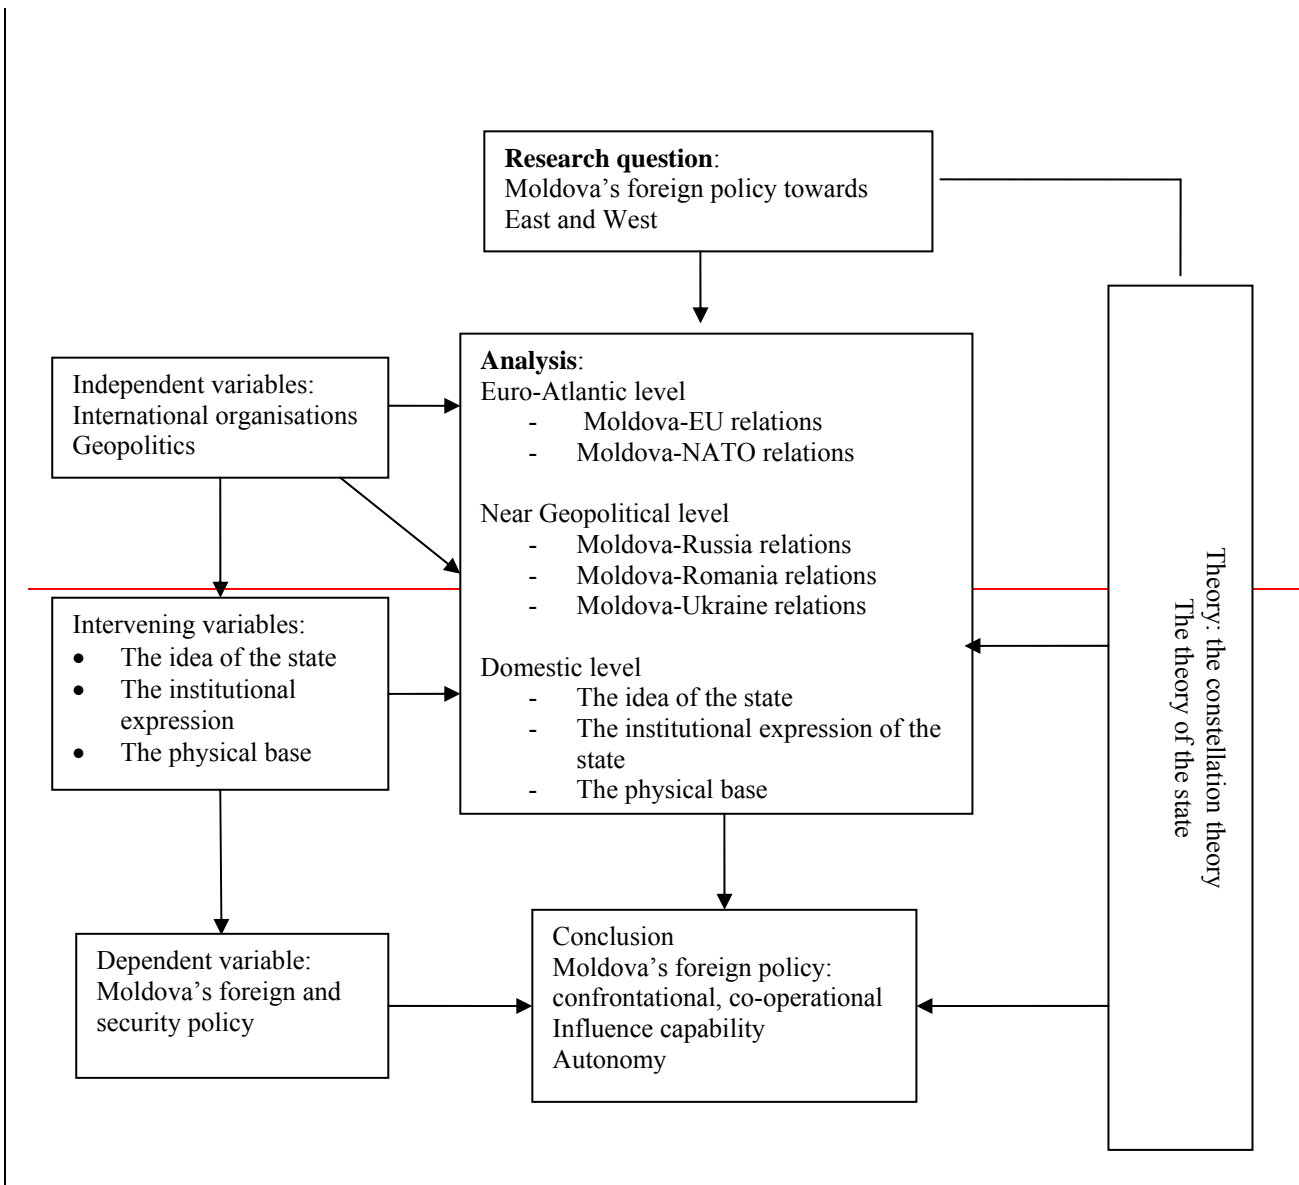 Research question:
Moldova’s foreign policy towards
East and West
Independent variables:
International organisations
Geopolitics
Analysis:
Euro-Atlantic level
- Moldova-EU relations
- Moldova-NATO relations
Near Geopolitical level
- Moldova-Russia relations
- Moldova-Romania relations
- Moldova-Ukraine relations
Domestic level
- The idea of the state
- The institutional expression of the
state
- The physical base
Intervening variables:
• The idea of the state
• The institutional
expression
• The physical base
Theory: the constellation theory
The theory of the state
Dependent variable:
Moldova’s foreign and
security policy
Conclusion
Moldova’s foreign policy:
confrontational, co-operational
Influence capability
Autonomy